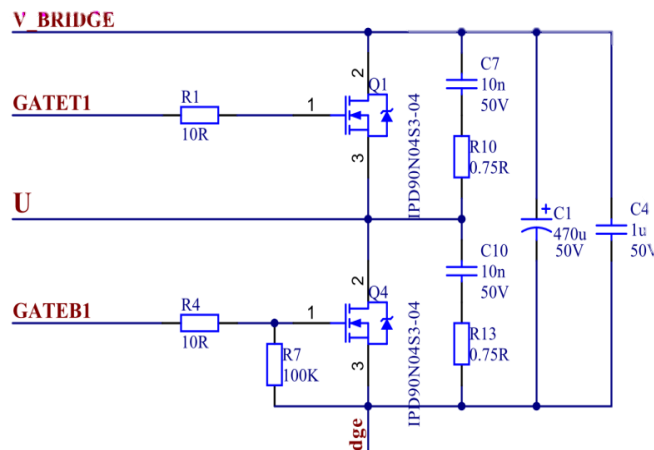 V_BRIDGE
C7
10n
50V
2
Q1
GATET1
R1
10R
1
IPD90N04S3-04
3
R10
0.75R
U
+
C1
470u
50V
C4
1u
50V
C10
10n
50V
2
Q4
GATEB1
R4
10R
1
IPD90N04S3-04
3
R7
100K
R13
0.75R
dge